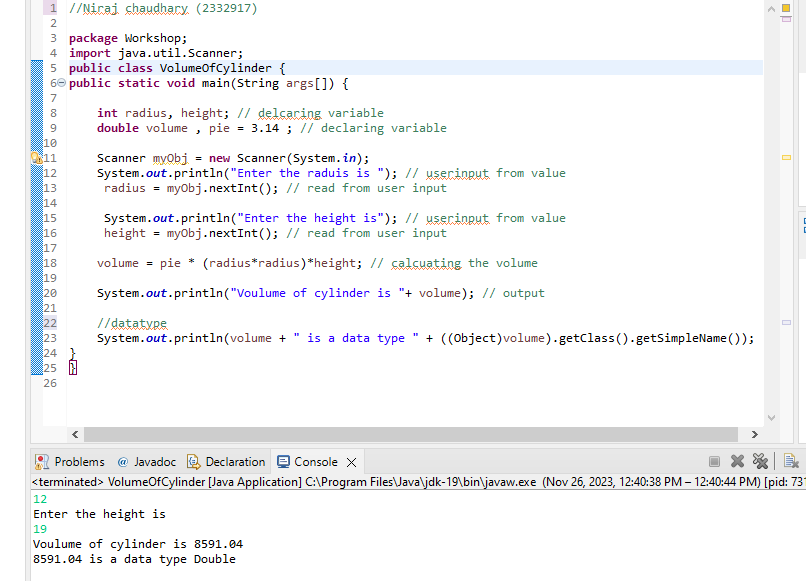 1 //Niraj chaudhary (2332917)
2
3 package Workshop;
4 import java.util.Scanner;
5 public class VolumeOfCylinder {
6 public static void main(String args[]) {
7
8 int radius, height; // delcaring variable
9 double volume , pie = 3.14 ; // declaring variable
10
11 Scanner myObj = new Scanner(System.in);
12 System.out.println("Enter the raduis is "); // userinput from value
13 radius = myObj.nextInt(); // read from user input
14
15 System.out.println("Enter the height is"); // userinput from value
16 height = myObj.nextInt(); // read from user input
17
18 volume = pie * (radius*radius)*height; // calcuating the volume
19
20 System.out.println("Voulume of cylinder is "+ volume); // output
21
22 //datatype
23 System.out.println(volume + " is a data type " + ((Object)volume).getClass().getSimpleName());
24 }
25 }
26
Problems @ Javadoc Declaration Console
<terminated> VolumeOfCylinder [Java Application] C:\Program Files\Java\jdk-19\bin\javaw.exe (Nov 26, 2023, 12:40:38 PM – 12:40:44 PM) [pid: 731
12
Enter the height is
19
Voulume of cylinder is 8591.04
8591.04 is a data type Double